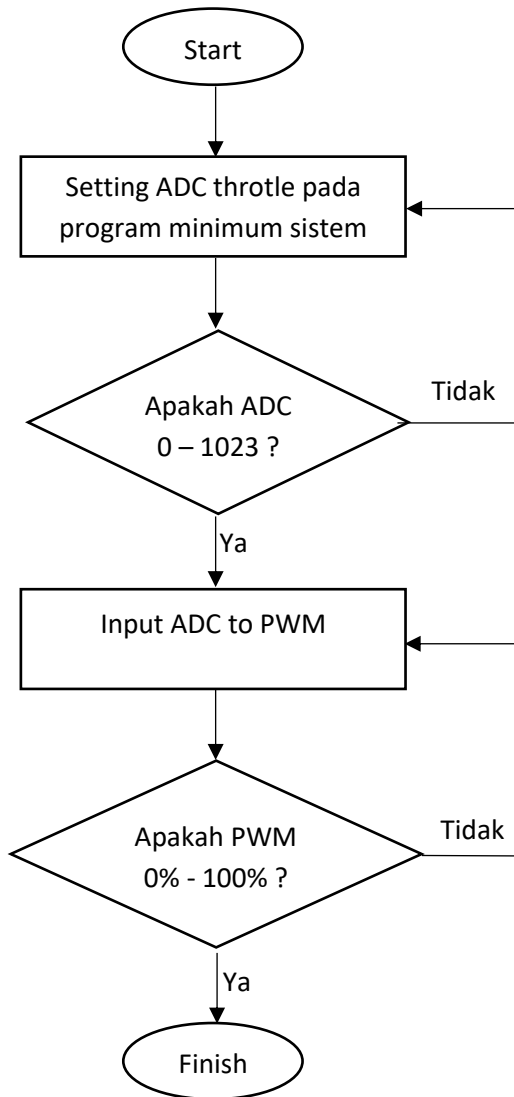 Start
Setting ADC throtle pada
program minimum sistem
Apakah ADC
0 – 1023 ?
Tidak
Ya
Input ADC to PWM
Apakah PWM
0% - 100% ?
Tidak
Ya
Finish